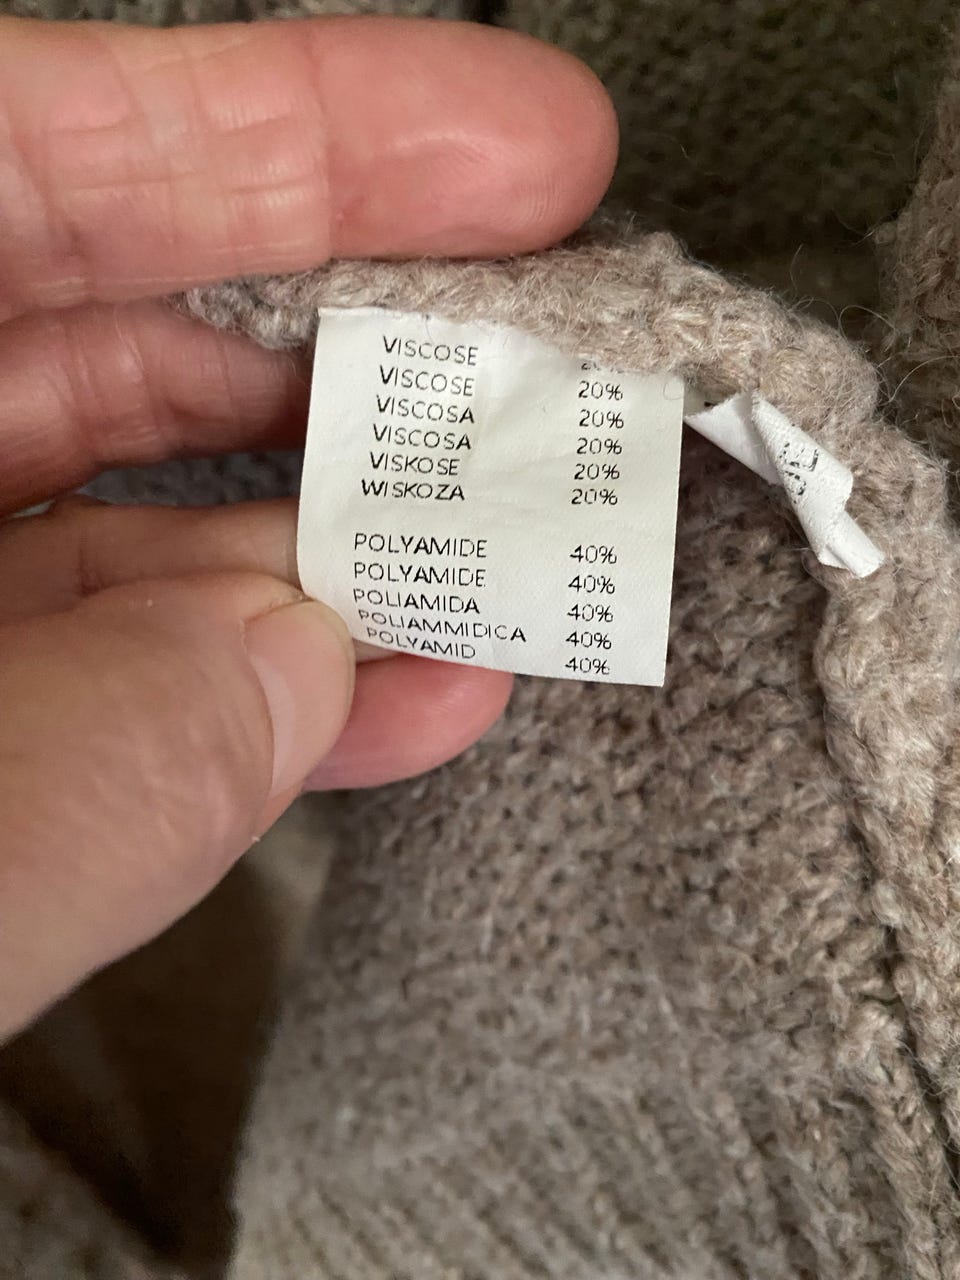 VISCOSE 20%
VISCOSE 20%
VISCOSA 20%
VISCOSA 20%
VISKOSE 20%
WISKOZA 20%
POLYAMIDE 40%
POLYAMIDE 40%
POLIAMIDA 40%
POLIAMMIDICA 40%
POLYAMID 40%